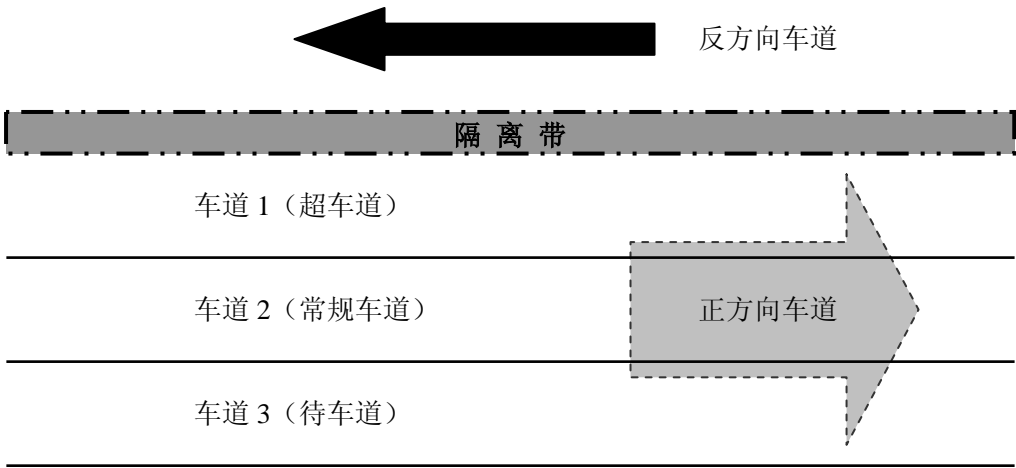 反方向车道
隔 离 带
车道 1（超车道）
车道 2（常规车道）
正方向车道
车道 3（待车道）